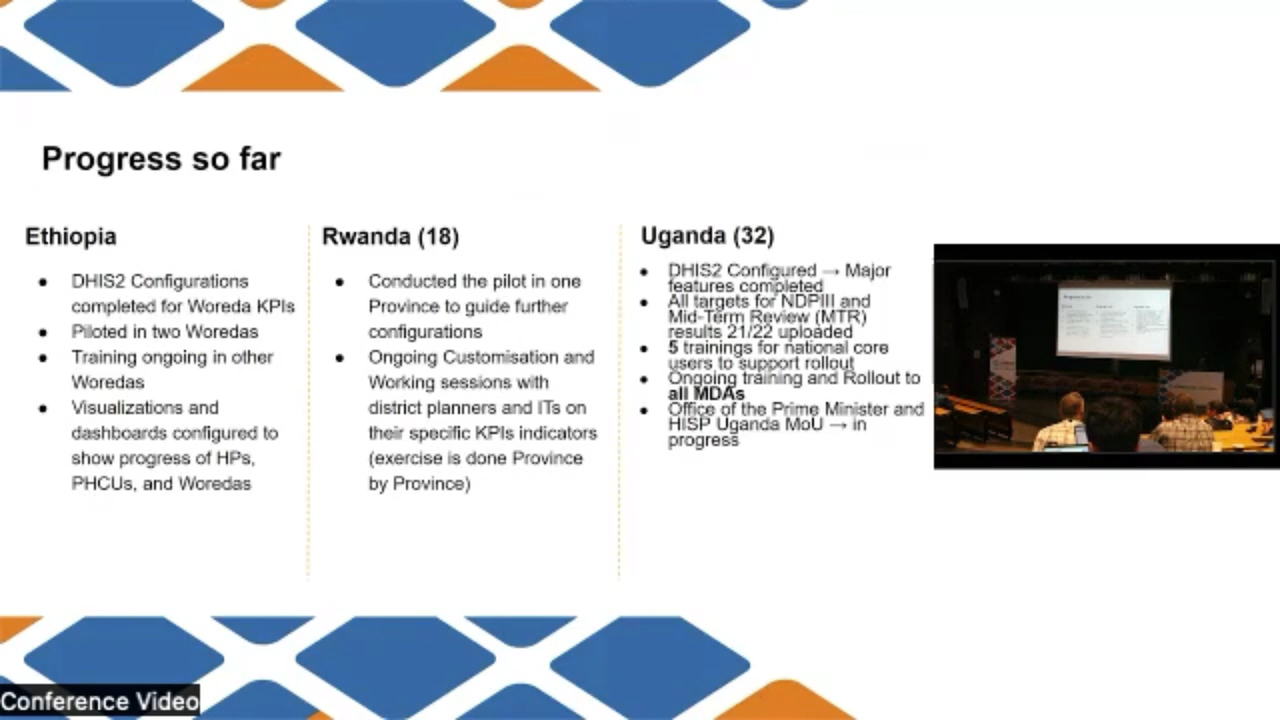 Progress so far
Ethiopia
● DHIS2 Configurations
completed for Woreda KPIs
● Piloted in two Woredas
● Training ongoing in other
Woredas
● Visualizations and
dashboards configured to
show progress of HPs,
PHCUs, and Woredas
Rwanda (18)
● Conducted the pilot in one
Province to guide further
configurations
● Ongoing Customisation and
Working sessions with
district planners and ITs on
their specific KPIs indicators
(exercise is done Province
by Province)
Uganda (32)
● DHIS2 Configured → Major
features completed
● All targets for NDPIII and
Mid-Term Review (MTR)
results 21/22 uploaded
● 5 trainings for national core
users to support rollout
● Ongoing training and Rollout to
all MDAs
● Office of the Prime Minister and
HISP Uganda MoU → in
progress
Conference Video